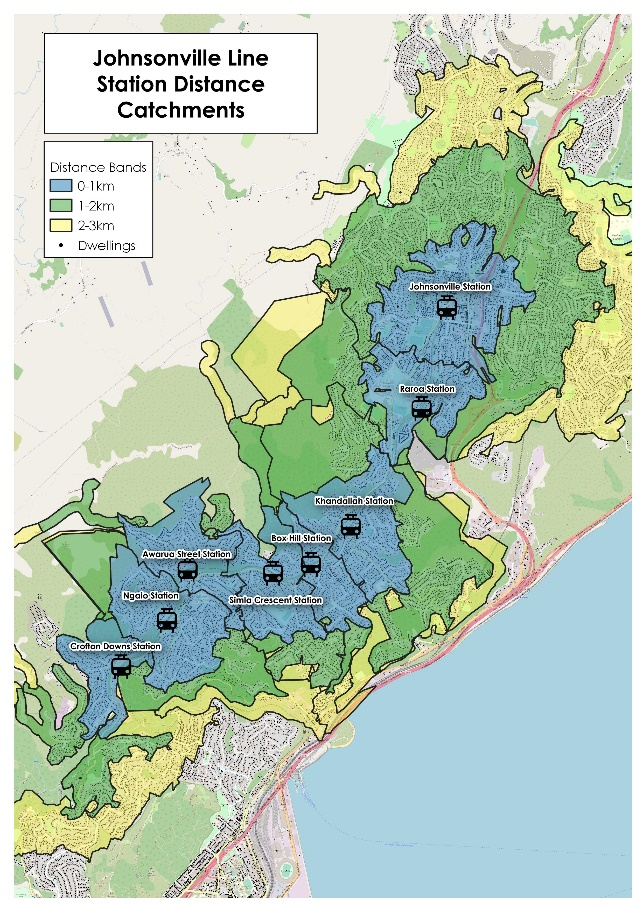 Johnsonville Line
Station Distance
Catchments
Distance Bands
0-1km
1-2km
2-3km
Dwellings
Johnsonville Station
Raroa Station
Khandallah Station
Box Hill Station
Awarua Street Station
Simla Crescent Station
Ngaio Station
Crofton Downs Station